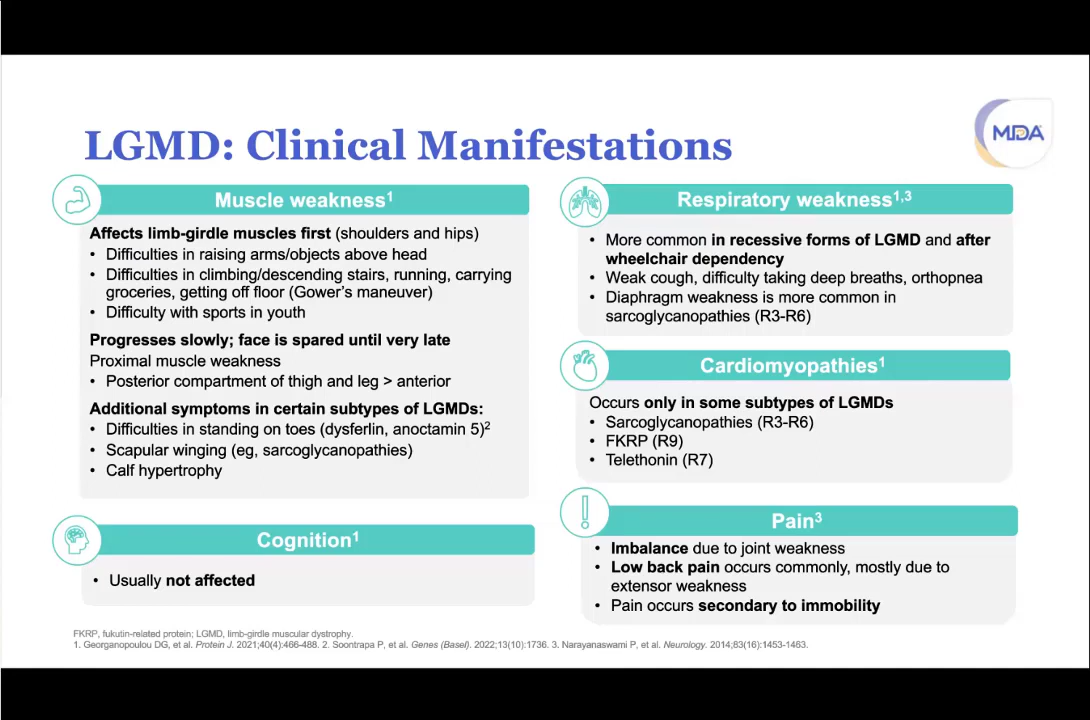 LGMD: Clinical Manifestations
MDA
Muscle weakness1
Affects limb-girdle muscles first (shoulders and hips)
• Difficulties in raising arms/objects above head
• Difficulties in climbing/descending stairs, running, carrying
groceries, getting off floor (Gower's maneuver)
• Difficulty with sports in youth
Progresses slowly; face is spared until very late
Proximal muscle weakness
• Posterior compartment of thigh and leg > anterior
Additional symptoms in certain subtypes of LGMDs:
• Difficulties in standing on toes (dysferlin, anoctamin 5)2
• Scapular winging (eg, sarcoglycanopathies)
• Calf hypertrophy
Cognition1
• Usually not affected
Respiratory weakness1,3
• More common in recessive forms of LGMD and after
wheelchair dependency
• Weak cough, difficulty taking deep breaths, orthopnea
• Diaphragm weakness is more common in
sarcoglycanopathies (R3-R6)
Cardiomyopathies1
Occurs only in some subtypes of LGMDs
• Sarcoglycanopathies (R3-R6)
• FKRP (R9)
• Telethonin (R7)
Pain3
• Imbalance due to joint weakness
• Low back pain occurs commonly, mostly due to
extensor weakness
• Pain occurs secondary to immobility
FKRP, fukutin-related protein; LGMD, limb-girdle muscular dystrophy.
1. Georganopoulou DG, et al. Protein J. 2021;40(4):466-488. 2. Soontrapa P, et al. Genes (Basel). 2022;13(10):1736. 3. Narayanaswami P, et al. Neurology. 2014;83(16):1453-1463.